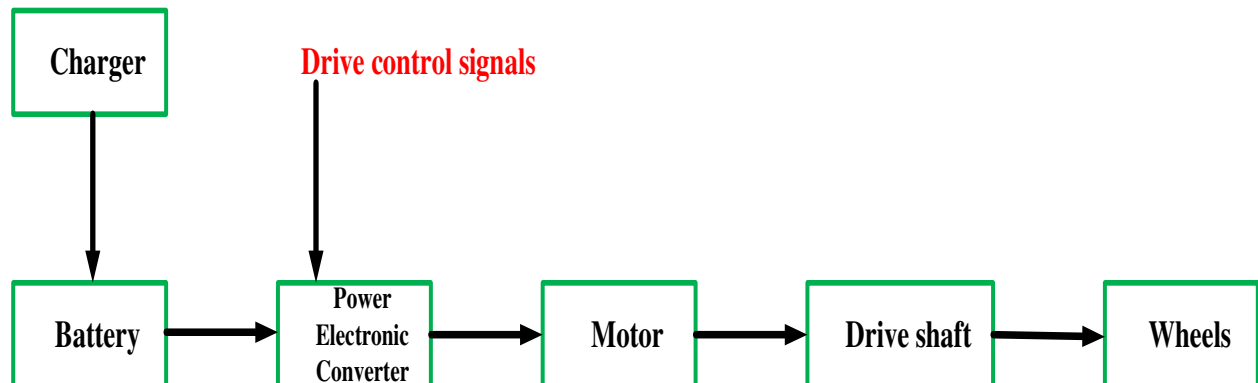 Charger
Drive control signals
Battery
Power
Electronic
Converter
Motor
Drive shaft
Wheels